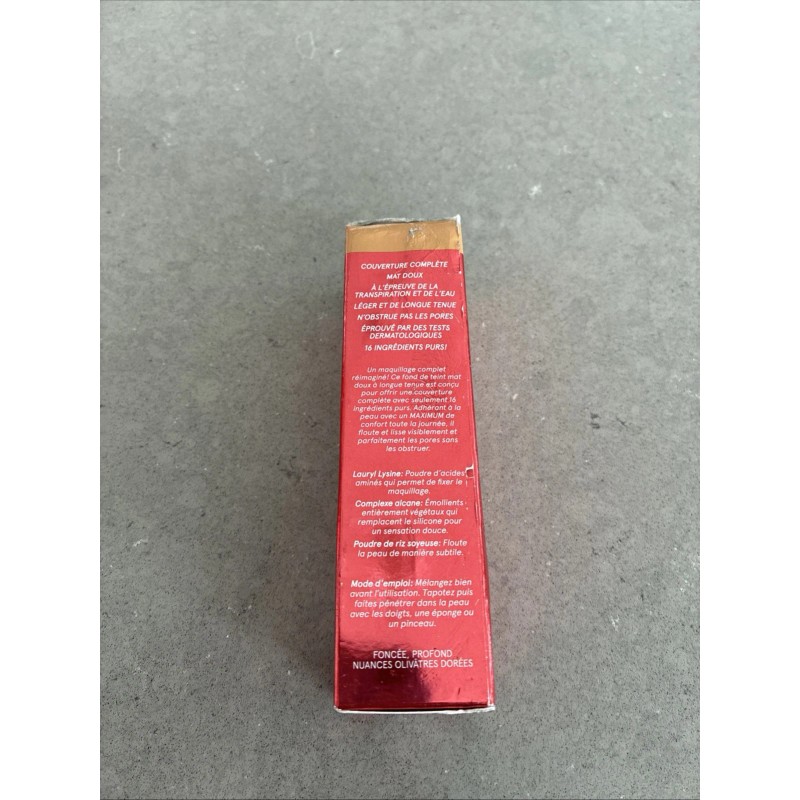 COUVERTURE COMPLÈTE
MAT DOUX
À L'ÉPREUVE DE LA
TRANSPIRATION ET DE L'EAU
LÉGER ET DE LONGUE TENUE
N'OBSTRUE PAS LES PORES
ÉPROUVÉ PAR DES TESTS
DERMATOLOGIQUES
16 INGRÉDIENTS PURS!
Un maquillage complet
réimaginé! Ce fond de teint mat
doux à longue tenue est conçu
pour offrir une couverture
complète avec seulement 16
ingrédients purs. Adhérant à la
peau avec un MAXIMUM de
confort toute la journée, il
floute et lisse visiblement et
parfaitement les pores sans
les obstruer.
Lauryl Lysine: Poudre d'acides
aminés qui permet de fixer le
maquillage.
Complexe alcane: Émollients
entièrement végétaux qui
remplacent le silicone pour
un sensation douce.
Poudre de riz soyeuse: Floute
la peau de manière subtile.
Mode d'emploi: Mélangez bien
avant l'utilisation. Tapotez puis
faites pénétrer dans la peau
avec les doigts, une éponge ou
un pinceau.
FONCÉE, PROFOND
NUANCES OLIVÂTRES DORÉES